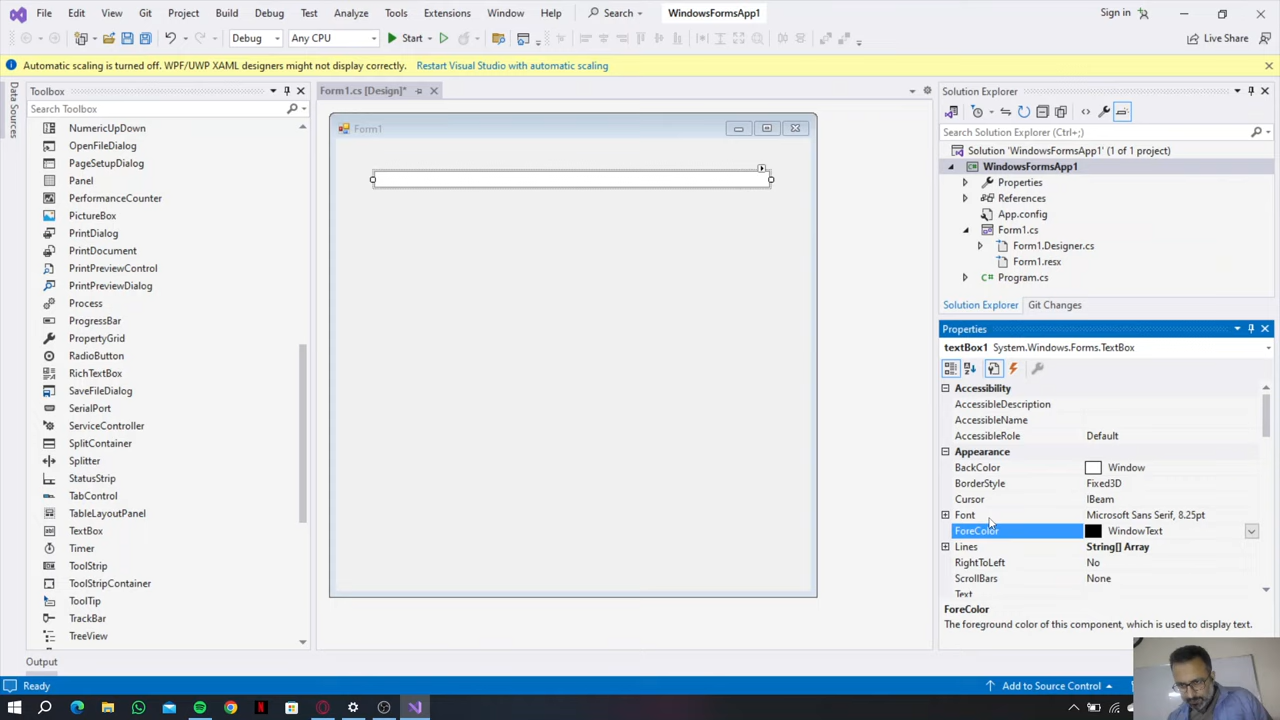 File Edit View Git Project Build Debug Test Analyze Tools Extensions Window Help Search WindowsFormsApp1 Sign in
Debug Any CPU Start Live Share
Automatic scaling is turned off. WPF/UWP XAML designers might not display correctly. Restart Visual Studio with automatic scaling
Data Sources
Toolbox
Search Toolbox
NumericUpDown
OpenFileDialog
PageSetupDialog
Panel
PerformanceCounter
PictureBox
PrintDialog
PrintDocument
PrintPreviewControl
PrintPreviewDialog
Process
ProgressBar
PropertyGrid
RadioButton
RichTextBox
SaveFileDialog
SerialPort
ServiceController
SplitContainer
Splitter
StatusStrip
TabControl
TableLayoutPanel
TextBox
Timer
ToolStrip
ToolStripContainer
ToolTip
TrackBar
TreeView
Form1.cs [Design]*
Form1
Solution Explorer
Search Solution Explorer (Ctrl+;)
Solution 'WindowsFormsApp1' (1 of 1 project)
WindowsFormsApp1
Properties
References
App.config
Form1.cs
Form1.Designer.cs
Form1.resx
Program.cs
Solution Explorer Git Changes
Properties
textBox1 System.Windows.Forms.TextBox
Accessibility
AccessibleDescription
AccessibleName
AccessibleRole Default
Appearance
BackColor Window
BorderStyle Fixed3D
Cursor IBeam
Font Microsoft Sans Serif, 8.25pt
ForeColor WindowText
Lines String[] Array
RightToLeft No
ScrollBars None
Text
ForeColor
The foreground color of this component, which is used to display text.
Output
Ready Add to Source Control